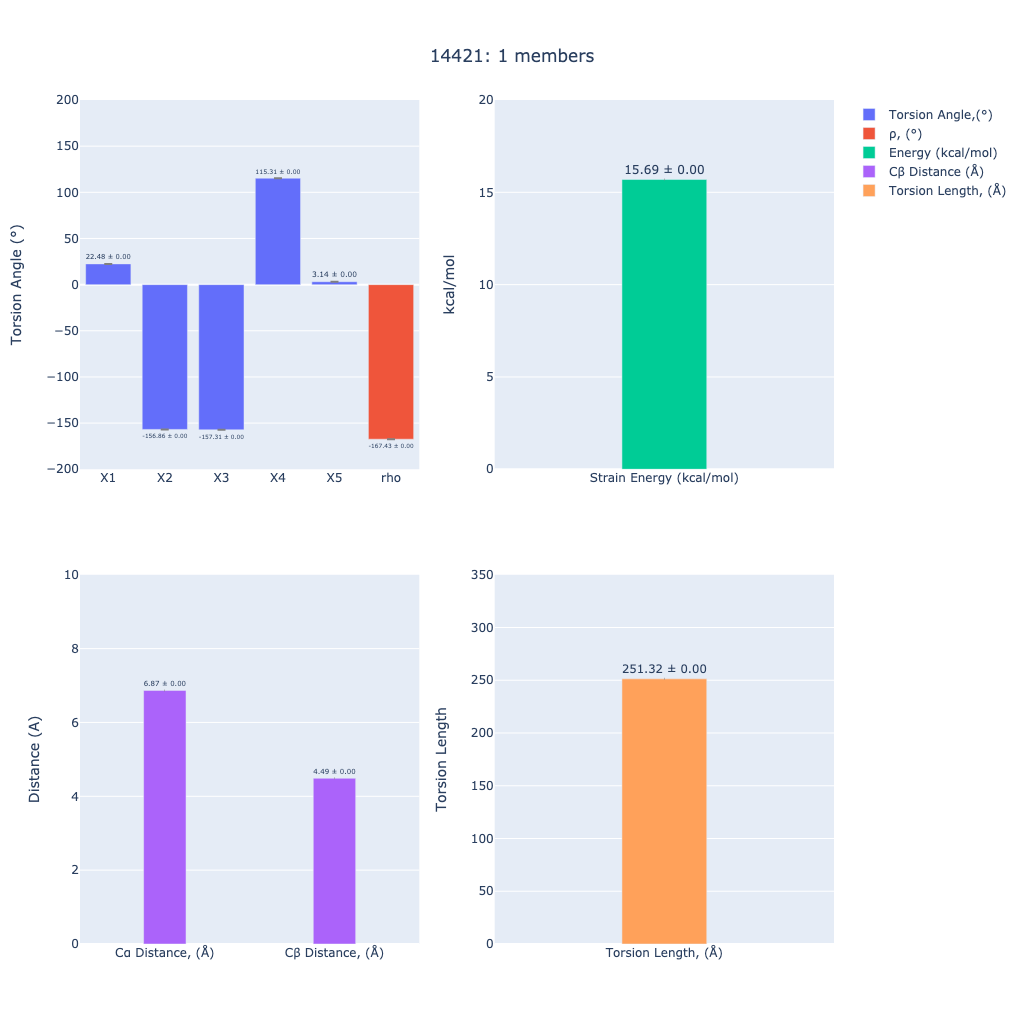 14421: 1 members
Torsion Angle (°)
200
150
100
50
0
−50
−100
−150
−200
22.48 ± 0.00
-156.86 ± 0.00
-157.31 ± 0.00
115.31 ± 0.00
3.14 ± 0.00
-167.43 ± 0.00
X1 X2 X3 X4 X5 rho
kcal/mol
20
15
10
5
0
15.69 ± 0.00
Strain Energy (kcal/mol)
Torsion Angle,(°)
ρ, (°)
Energy (kcal/mol)
Cβ Distance (Å)
Torsion Length, (Å)
Distance (A)
10
8
6
4
2
0
6.87 ± 0.00
4.49 ± 0.00
Cα Distance, (Å) Cβ Distance, (Å)
Torsion Length
350
300
250
200
150
100
50
0
251.32 ± 0.00
Torsion Length, (Å)